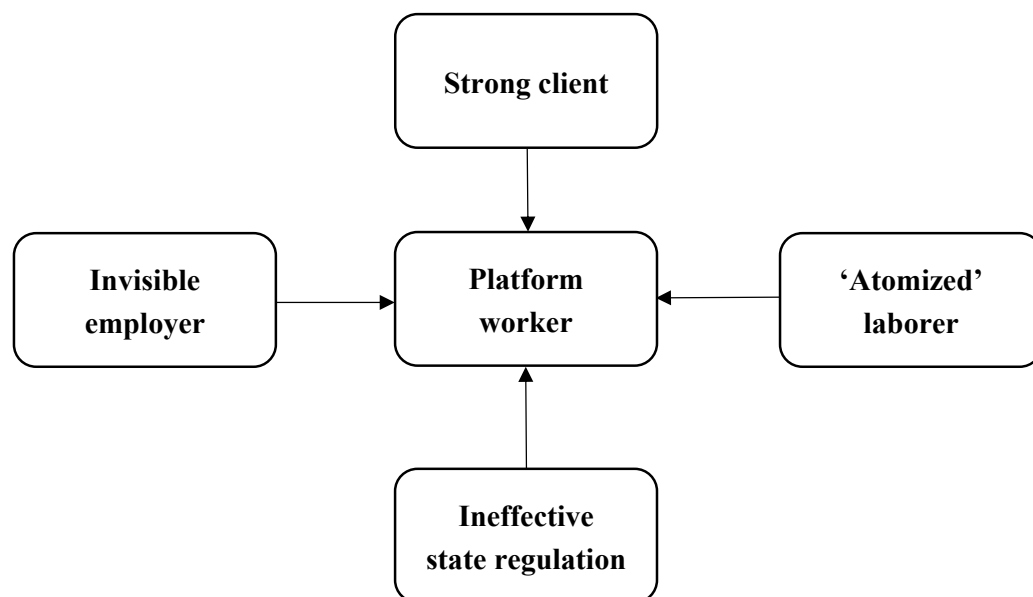 Strong client
Invisible
employer
Platform
worker
‘Atomized’
laborer
Ineffective
state regulation